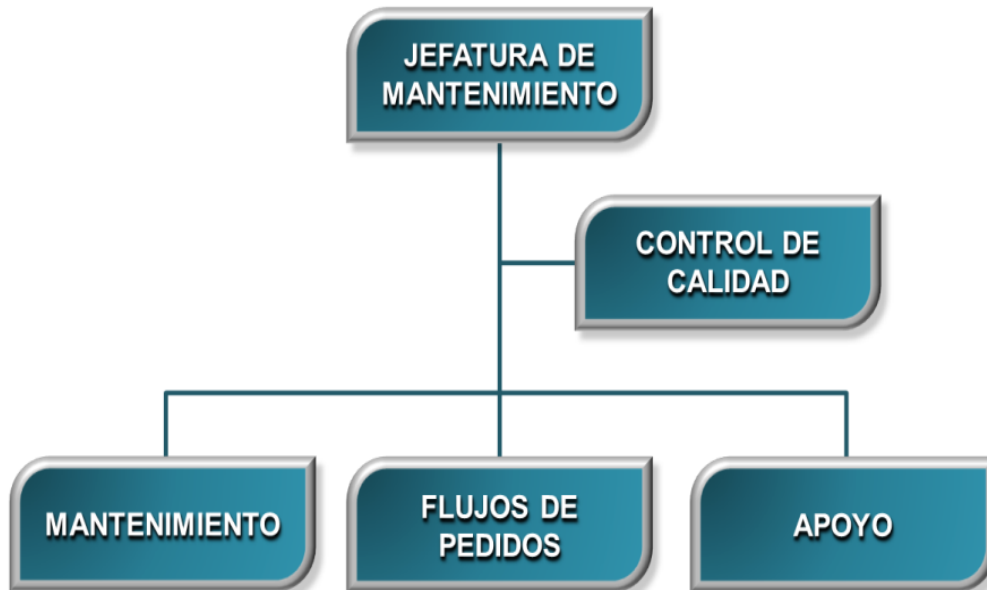 JEFATURA DE
MANTENIMIENTO
CONTROL DE
CALIDAD
MANTENIMIENTO
FLUJOS DE
PEDIDOS
APOYO